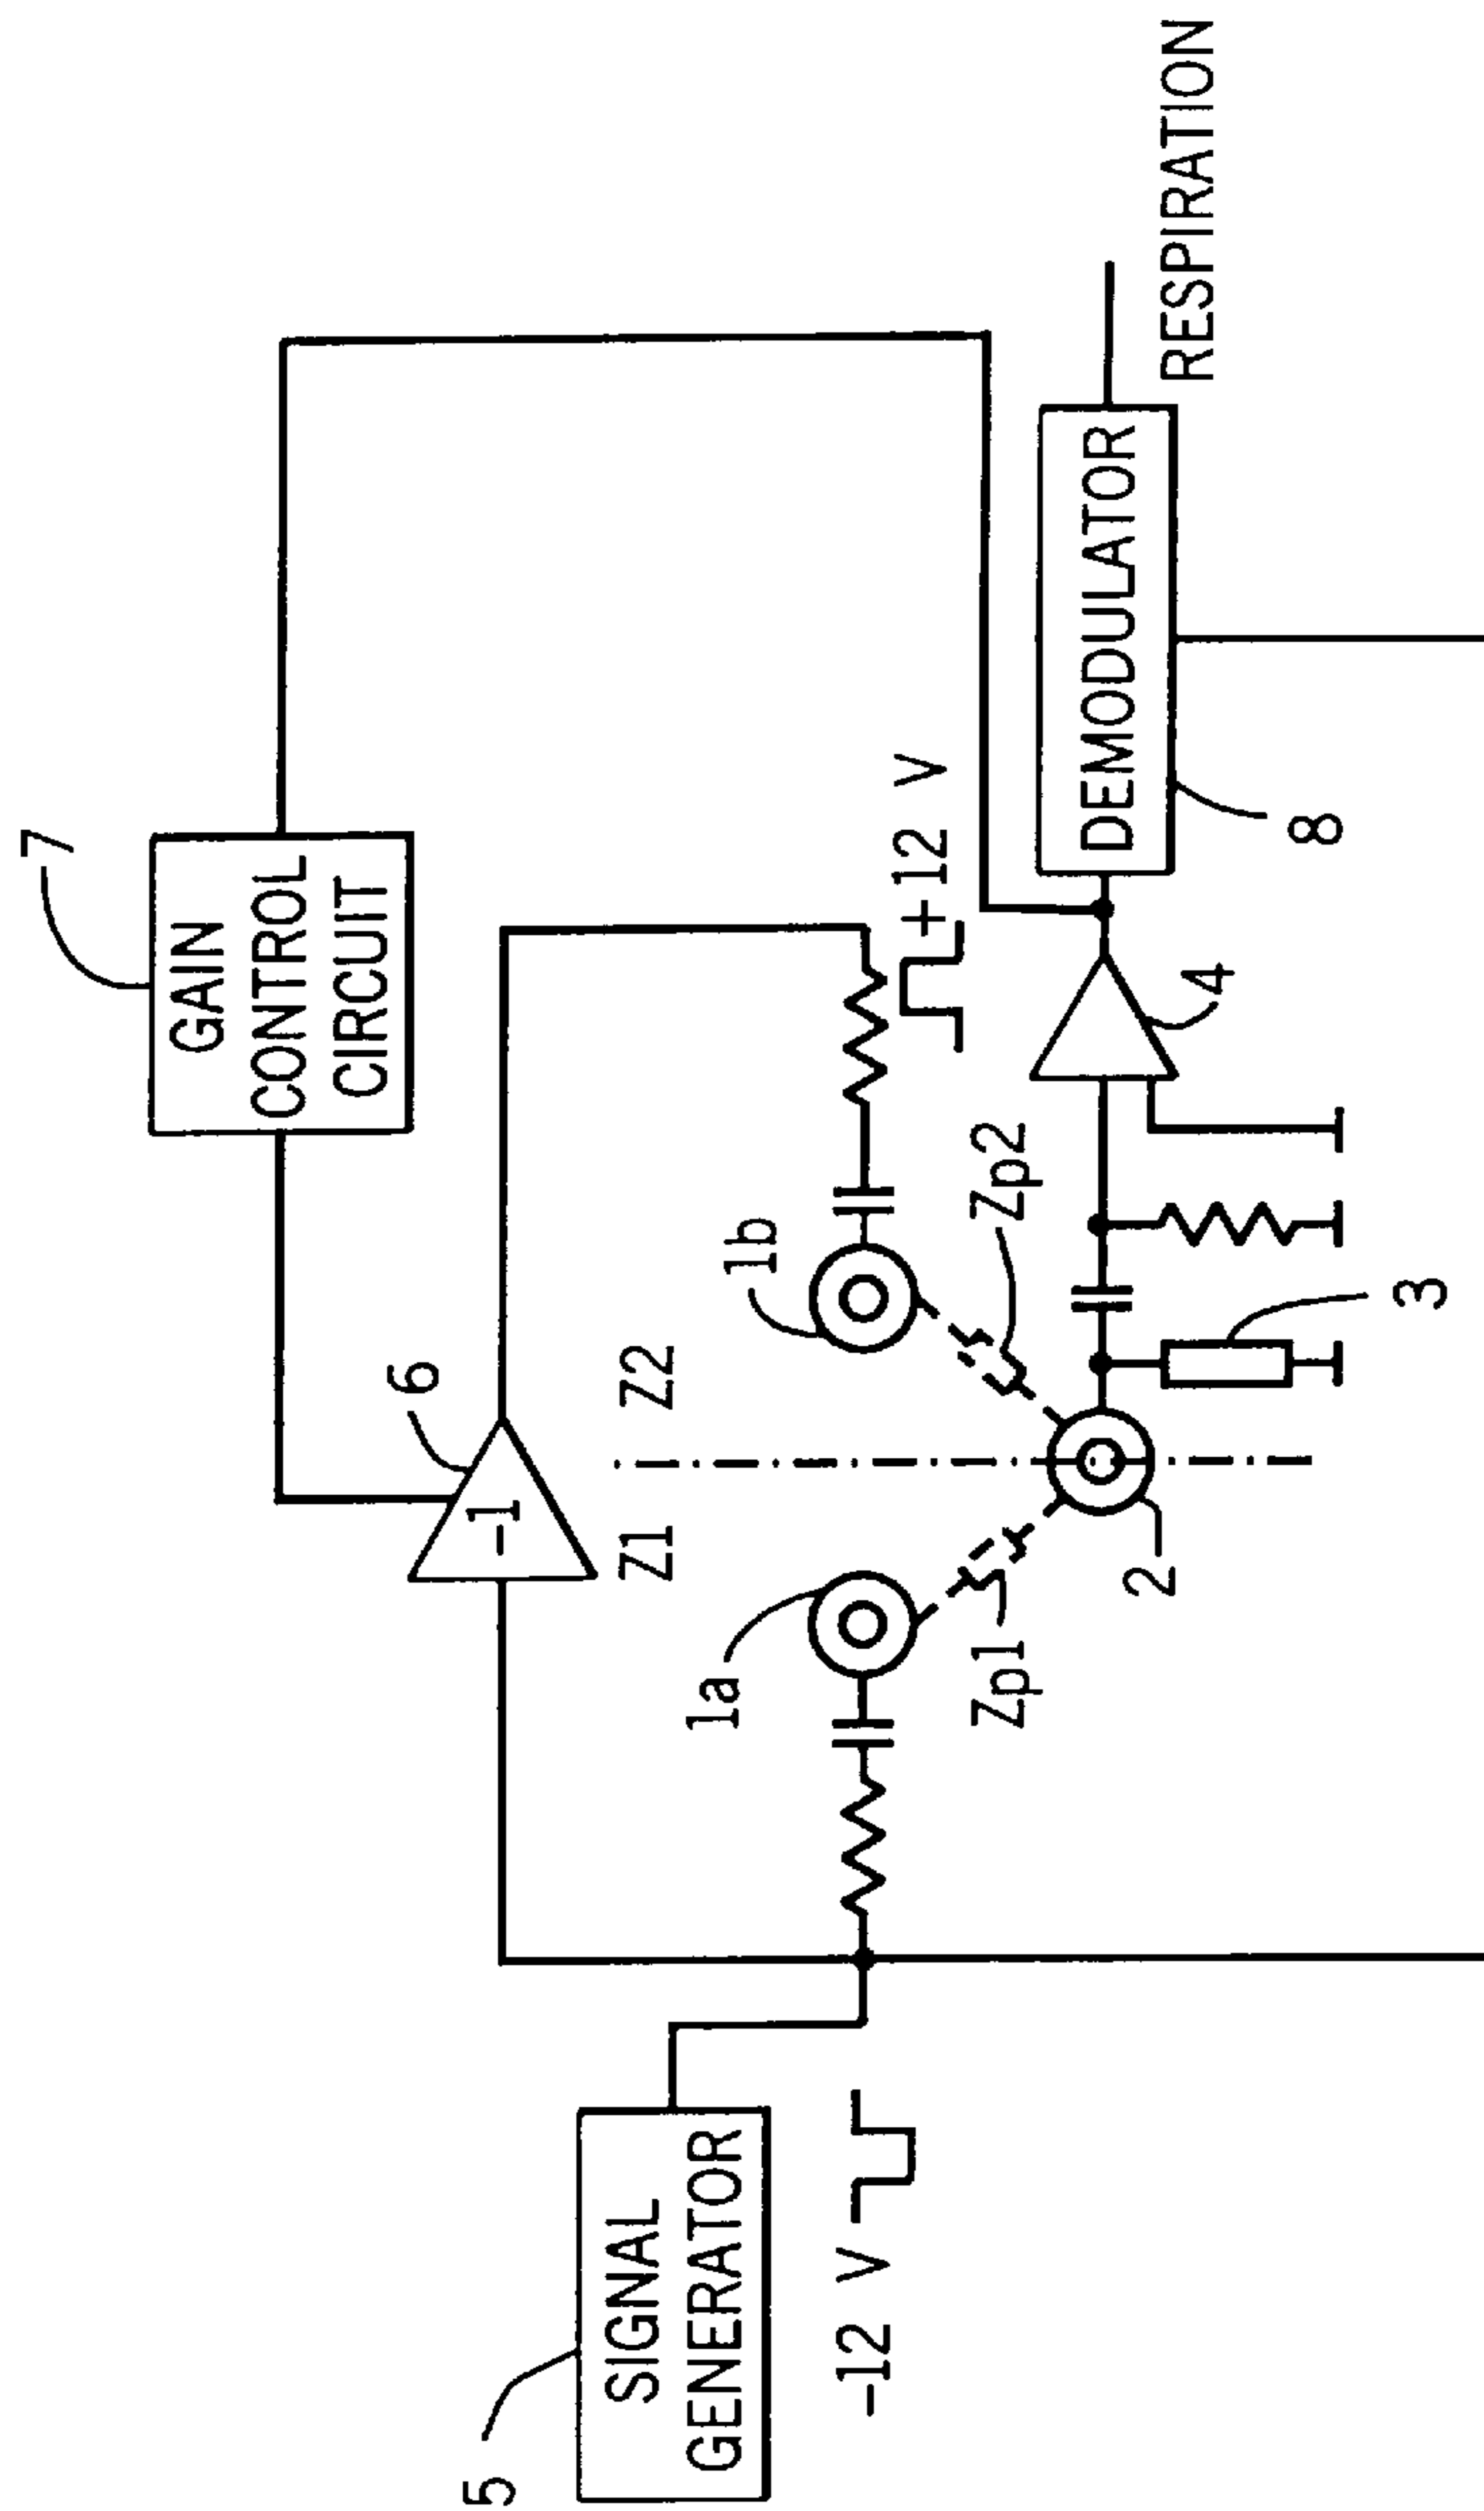 7
GAIN
CONTROL
CIRCUIT
6
-1
Z1
Z2
5
SIGNAL
GENERATOR
-12 V
1a
1b
+12 V
Zp1
Zp2
2
4
3
DEMODULATOR
8
RESPIRATION